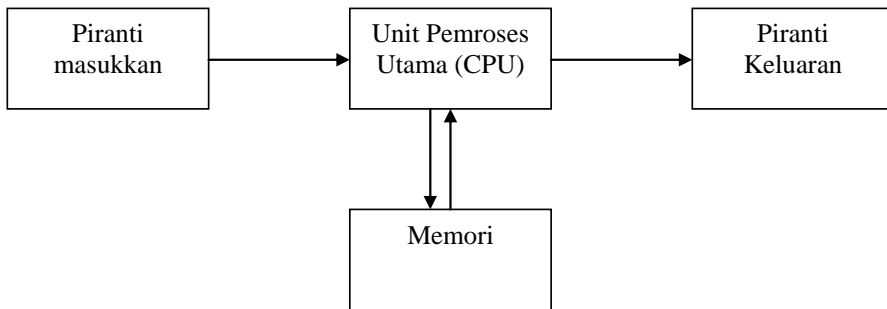 Piranti
masukkan
Unit Pemroses
Utama (CPU)
Piranti
Keluaran
Memori